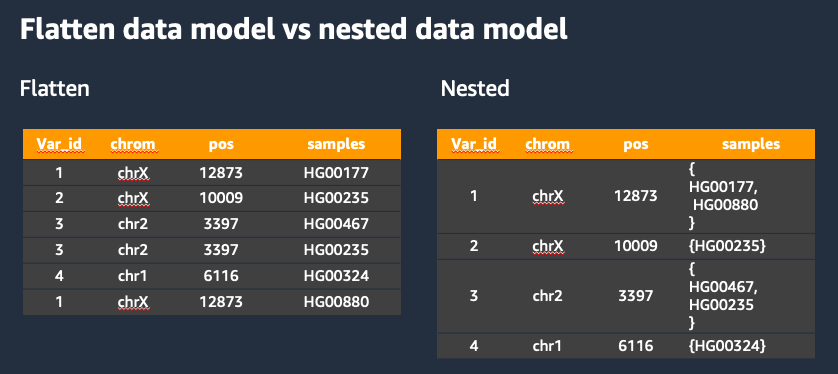 Flatten data model vs nested data model
Flatten
Var_id chrom pos samples
1 chrX 12873 HG00177
2 chrX 10009 HG00235
3 chr2 3397 HG00467
3 chr2 3397 HG00235
4 chr1 6116 HG00324
1 chrX 12873 HG00880
Nested
Var_id chrom pos samples
1 chrX 12873 {
HG00177,
HG00880
}
2 chrX 10009 {HG00235}
3 chr2 3397 {
HG00467,
HG00235
}
4 chr1 6116 {HG00324}